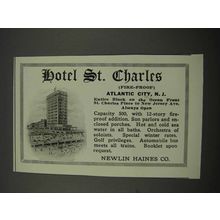 Hotel St. Charles
(FIRE-PROOF)
ATLANTIC CITY, N. J.
Entire Block on the Ocean Front
St. Charles Place to New Jersey Ave.
Always Open
Capacity 500, with 12-story fire-
proof addition. Sun parlors and en-
closed porches. Hot and cold sea
water in all baths. Orchestra of
soloists. Special winter rates.
Golf privileges. Automobile bus
meets all trains. Booklet upon
request.
NEWLIN HAINES CO.